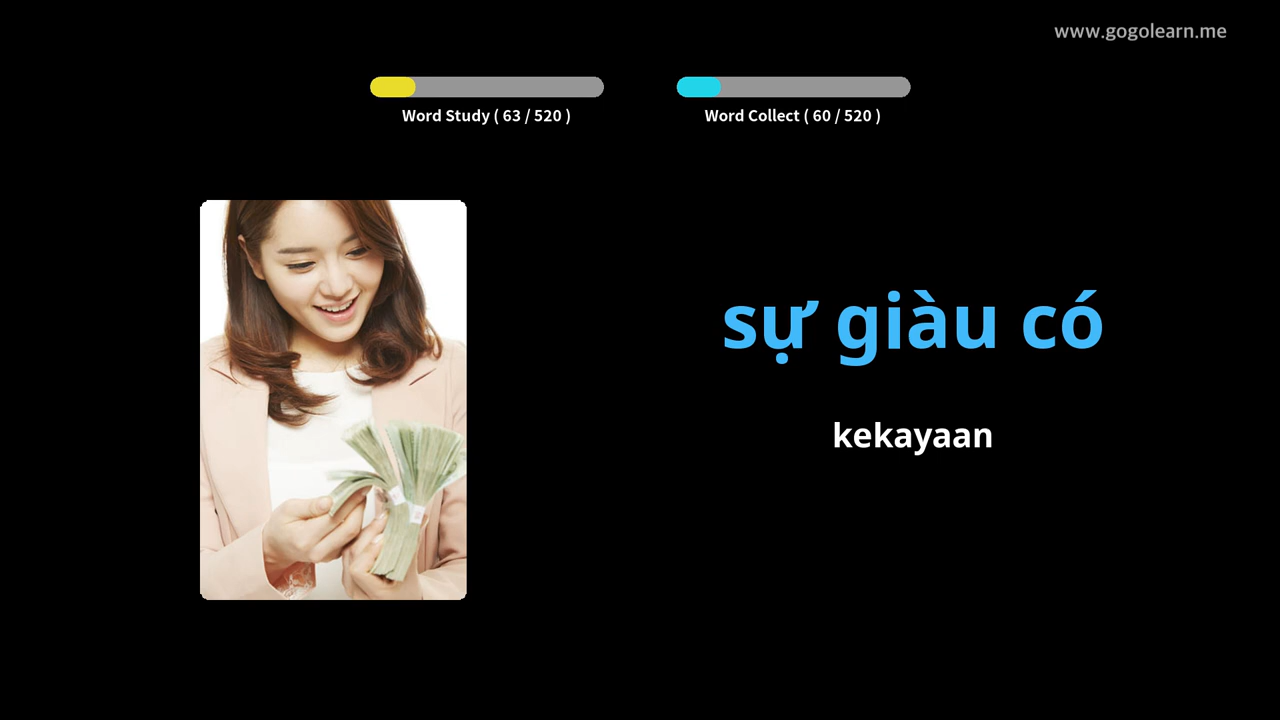 www.gogolearn.me
Word Study ( 63 / 520 )
Word Collect ( 60 / 520 )
sự giàu có
kekayaan